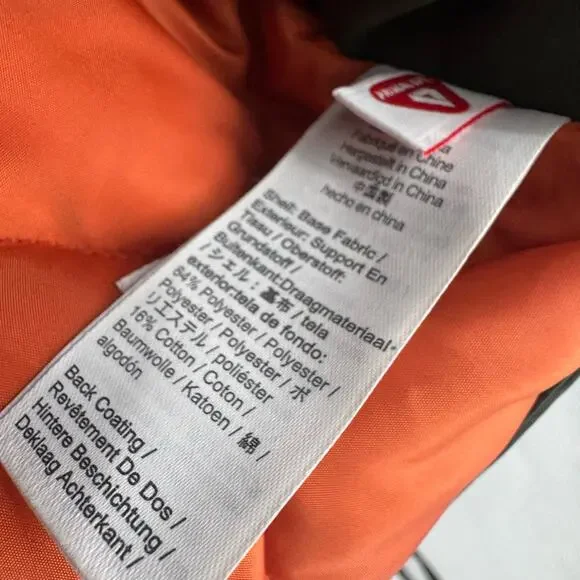 Fabriqué en Chine
Hergestellt in China
Vervaardigd in China
中国製
hecho en china
Shell: Base Fabric /
Exterieur: Support En
Tissu / Oberstoff:
Grundstoff /
Buitenkant:Draagmateriaal
/ シェル：基布 / tela
exterior:tela de fondo:
84% Polyester /
Polyester / Polyester / ポ
リエステル / poliéster
16% Cotton / Coton /
Baumwolle / Katoen / 綿 /
algodón
Back Coating /
Revêtement De Dos /
Hintere Beschichtung /
Deklaag Achterkant /